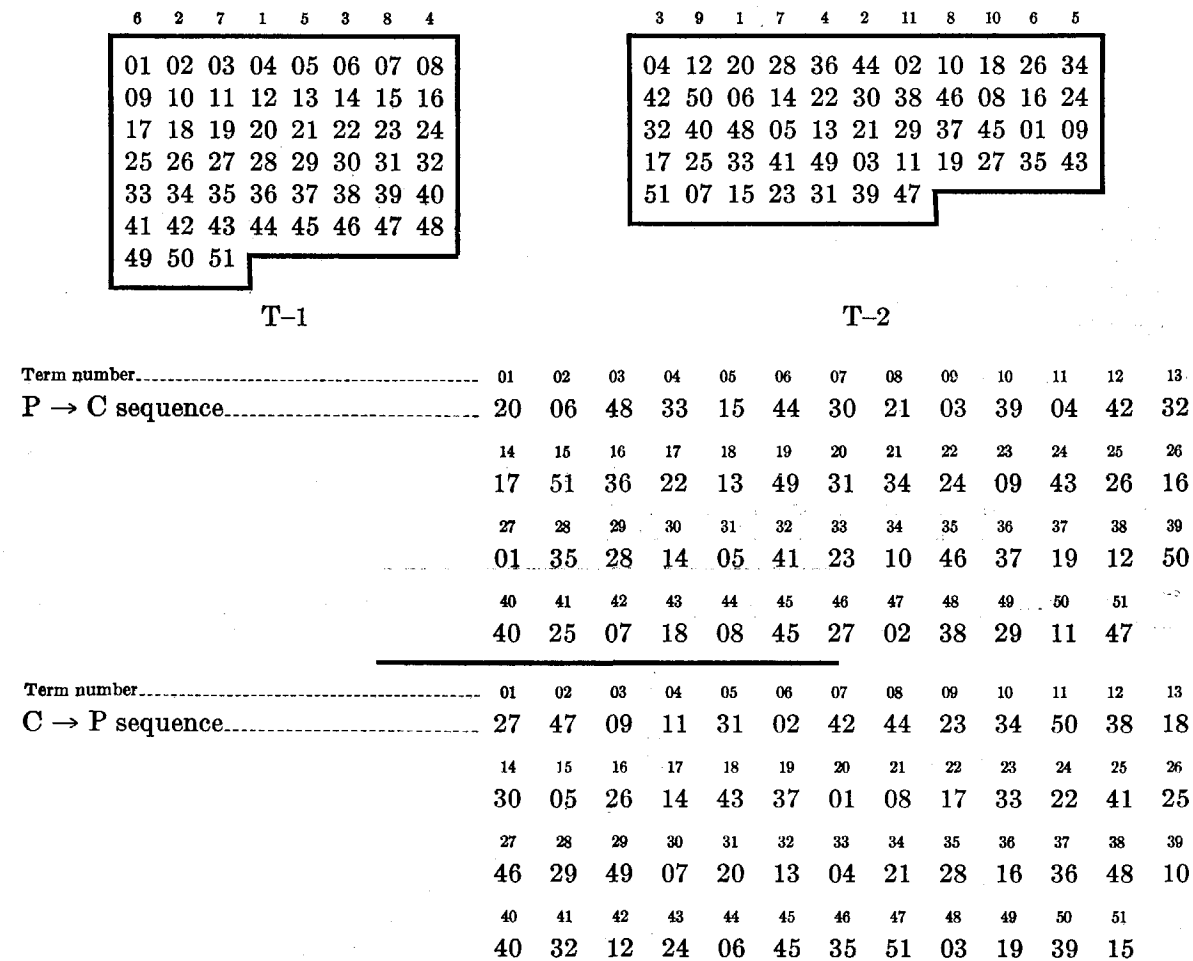 6 2 7 1 5 3 8 4
01 02 03 04 05 06 07 08
09 10 11 12 13 14 15 16
17 18 19 20 21 22 23 24
25 26 27 28 29 30 31 32
33 34 35 36 37 38 39 40
41 42 43 44 45 46 47 48
49 50 51
T–1
3 9 1 7 4 2 11 8 10 6 5
04 12 20 28 36 44 02 10 18 26 34
42 50 06 14 22 30 38 46 08 16 24
32 40 48 05 13 21 29 37 45 01 09
17 25 33 41 49 03 11 19 27 35 43
51 07 15 23 31 39 47
T–2
Term number 01 02 03 04 05 06 07 08 09 10 11 12 13
P → C sequence 20 06 48 33 15 44 30 21 03 39 04 42 32
14 15 16 17 18 19 20 21 22 23 24 25 26
17 51 36 22 13 49 31 34 24 09 43 26 16
27 28 29 30 31 32 33 34 35 36 37 38 39
01 35 28 14 05 41 23 10 46 37 19 12 50
40 41 42 43 44 45 46 47 48 49 50 51
40 25 07 18 08 45 27 02 38 29 11 47
Term number 01 02 03 04 05 06 07 08 09 10 11 12 13
C → P sequence 27 47 09 11 31 02 42 44 23 34 50 38 18
14 15 16 17 18 19 20 21 22 23 24 25 26
30 05 26 14 43 37 01 08 17 33 22 41 25
27 28 29 30 31 32 33 34 35 36 37 38 39
46 29 49 07 20 13 04 21 28 16 36 48 10
40 41 42 43 44 45 46 47 48 49 50 51
40 32 12 24 06 45 35 51 03 19 39 15